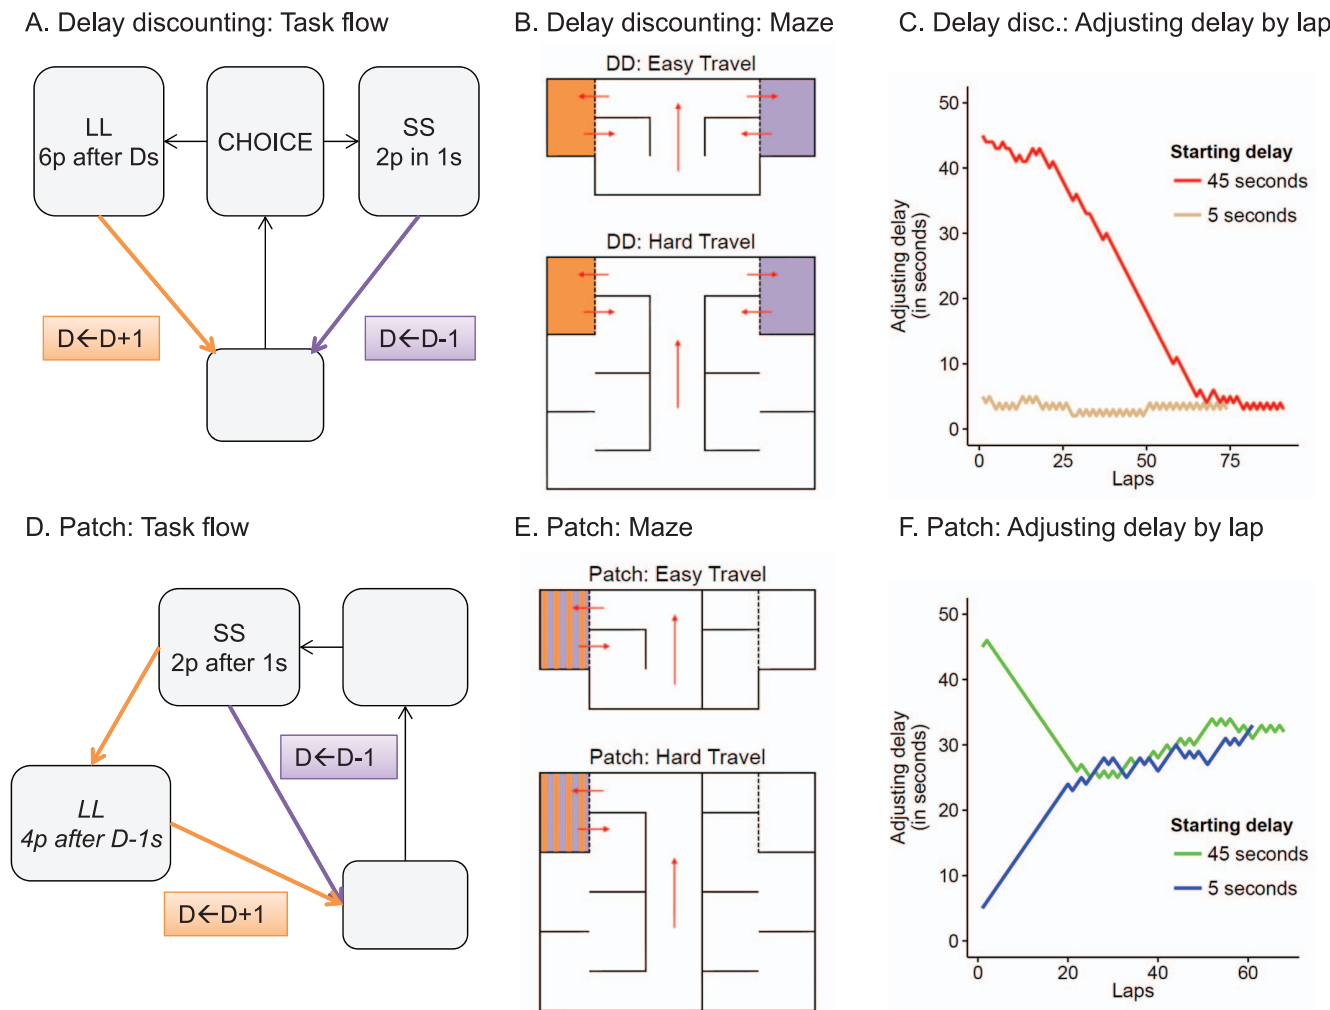 A. Delay discounting: Task flow
LL
6p after Ds
CHOICE
SS
2p in 1s
D←D+1
D←D-1
B. Delay discounting: Maze
DD: Easy Travel
DD: Hard Travel
C. Delay disc.: Adjusting delay by lap
Adjusting delay
(in seconds)
50
40
30
20
10
0
Starting delay
45 seconds
5 seconds
0
25
50
75
Laps
D. Patch: Task flow
SS
2p after 1s
D←D-1
LL
4p after D-1s
D←D+1
E. Patch: Maze
Patch: Easy Travel
Patch: Hard Travel
F. Patch: Adjusting delay by lap
Adjusting delay
(in seconds)
50
40
30
20
10
0
Starting delay
45 seconds
5 seconds
0
20
40
60
Laps